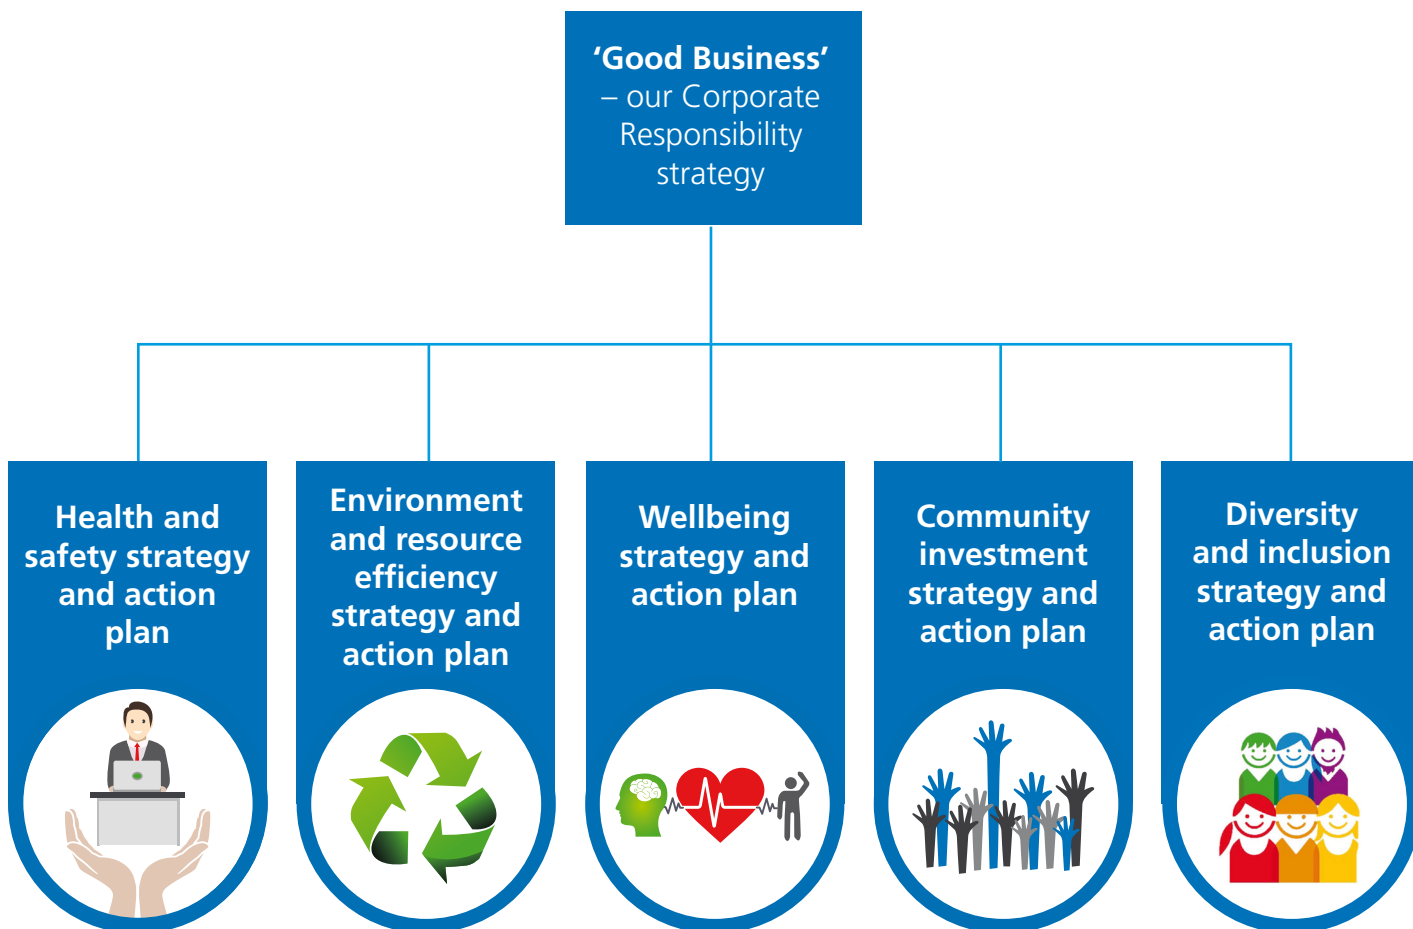 ‘Good Business’
– our Corporate
Responsibility
strategy
Health and
safety strategy
and action
plan
Environment
and resource
efficiency
strategy and
action plan
Wellbeing
strategy and
action plan
Community
investment
strategy and
action plan
Diversity
and inclusion
strategy and
action plan